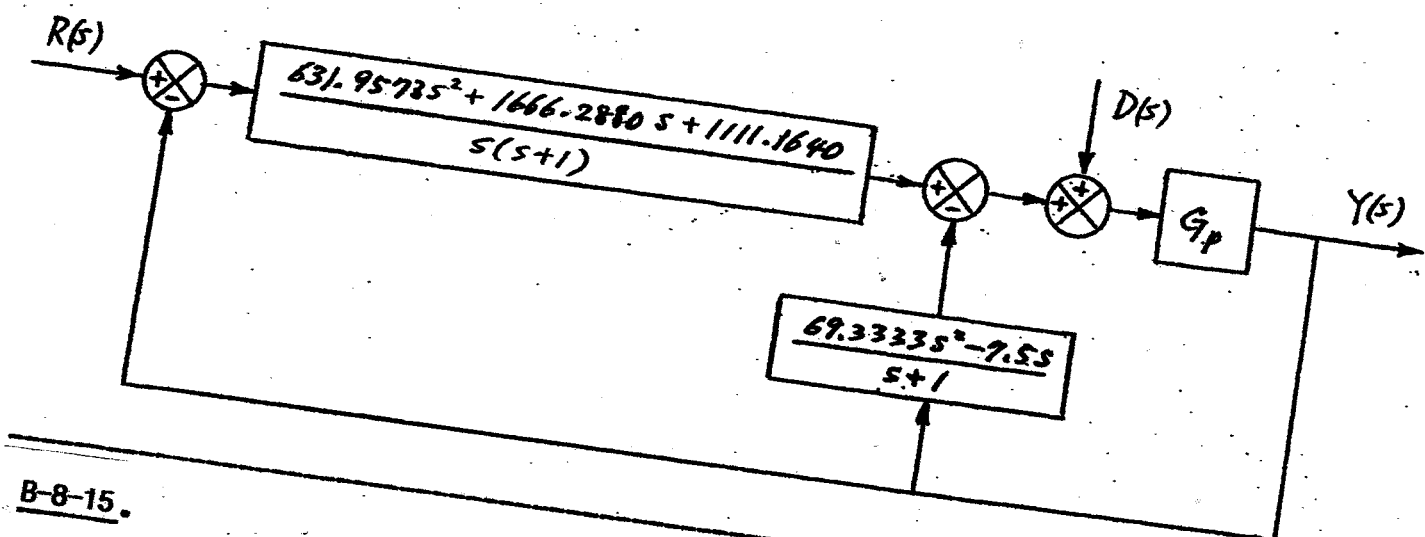 R(s)
631.9573s² + 1666.2880 s + 1111.1640
s(s+1)
D(s)
+
-
+
-
+
+
Gp
Y(s)
69.3333s² - 7.5s
s+1
B-8-15.